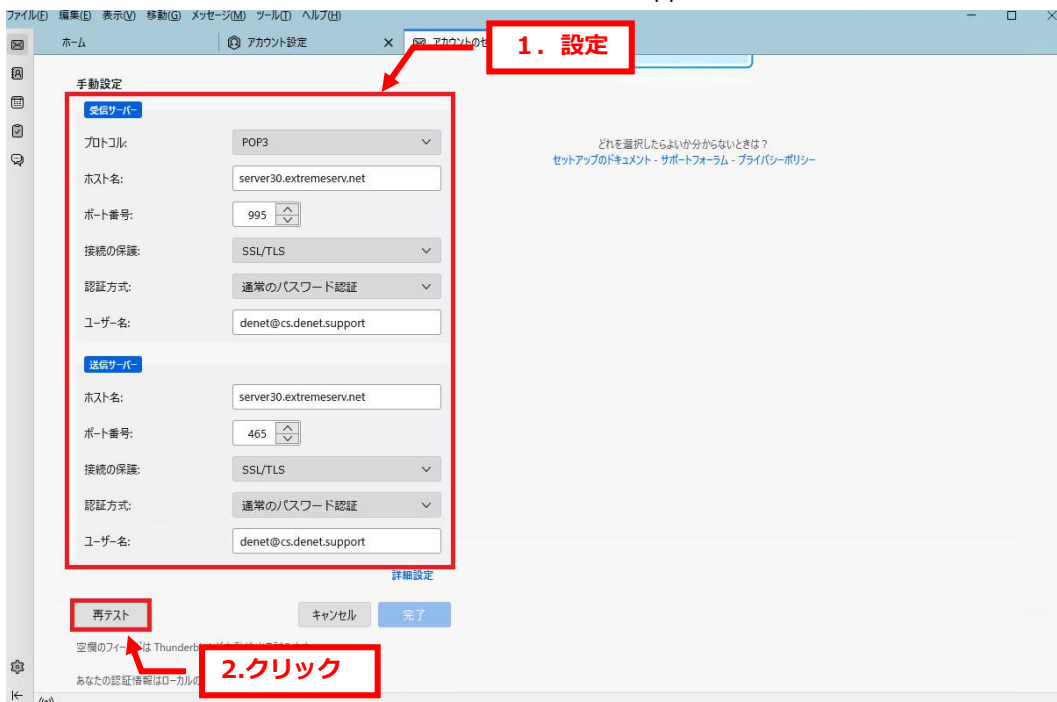 ファイル(F) 編集(E) 表示(V) 移動(G) メッセージ(M) ツール(T) ヘルプ(H)
ホーム アカウント設定 アカウントのセ
1. 設定
手動設定
受信サーバー
プロトコル: POP3
どれを選択したらよいか分からないときは?
セットアップのドキュメント - サポートフォーラム - プライバシーポリシー
ホスト名: server30.extremeserv.net
ポート番号: 995
接続の保護: SSL/TLS
認証方式: 通常のパスワード認証
ユーザー名: denet@cs.denet.support
送信サーバー
ホスト名: server30.extremeserv.net
ポート番号: 465
接続の保護: SSL/TLS
認証方式: 通常のパスワード認証
ユーザー名: denet@cs.denet.support
詳細設定
再テスト キャンセル 完了
空欄のフィールドは Thunderb
2.クリック
あなたの認証情報はローカルの